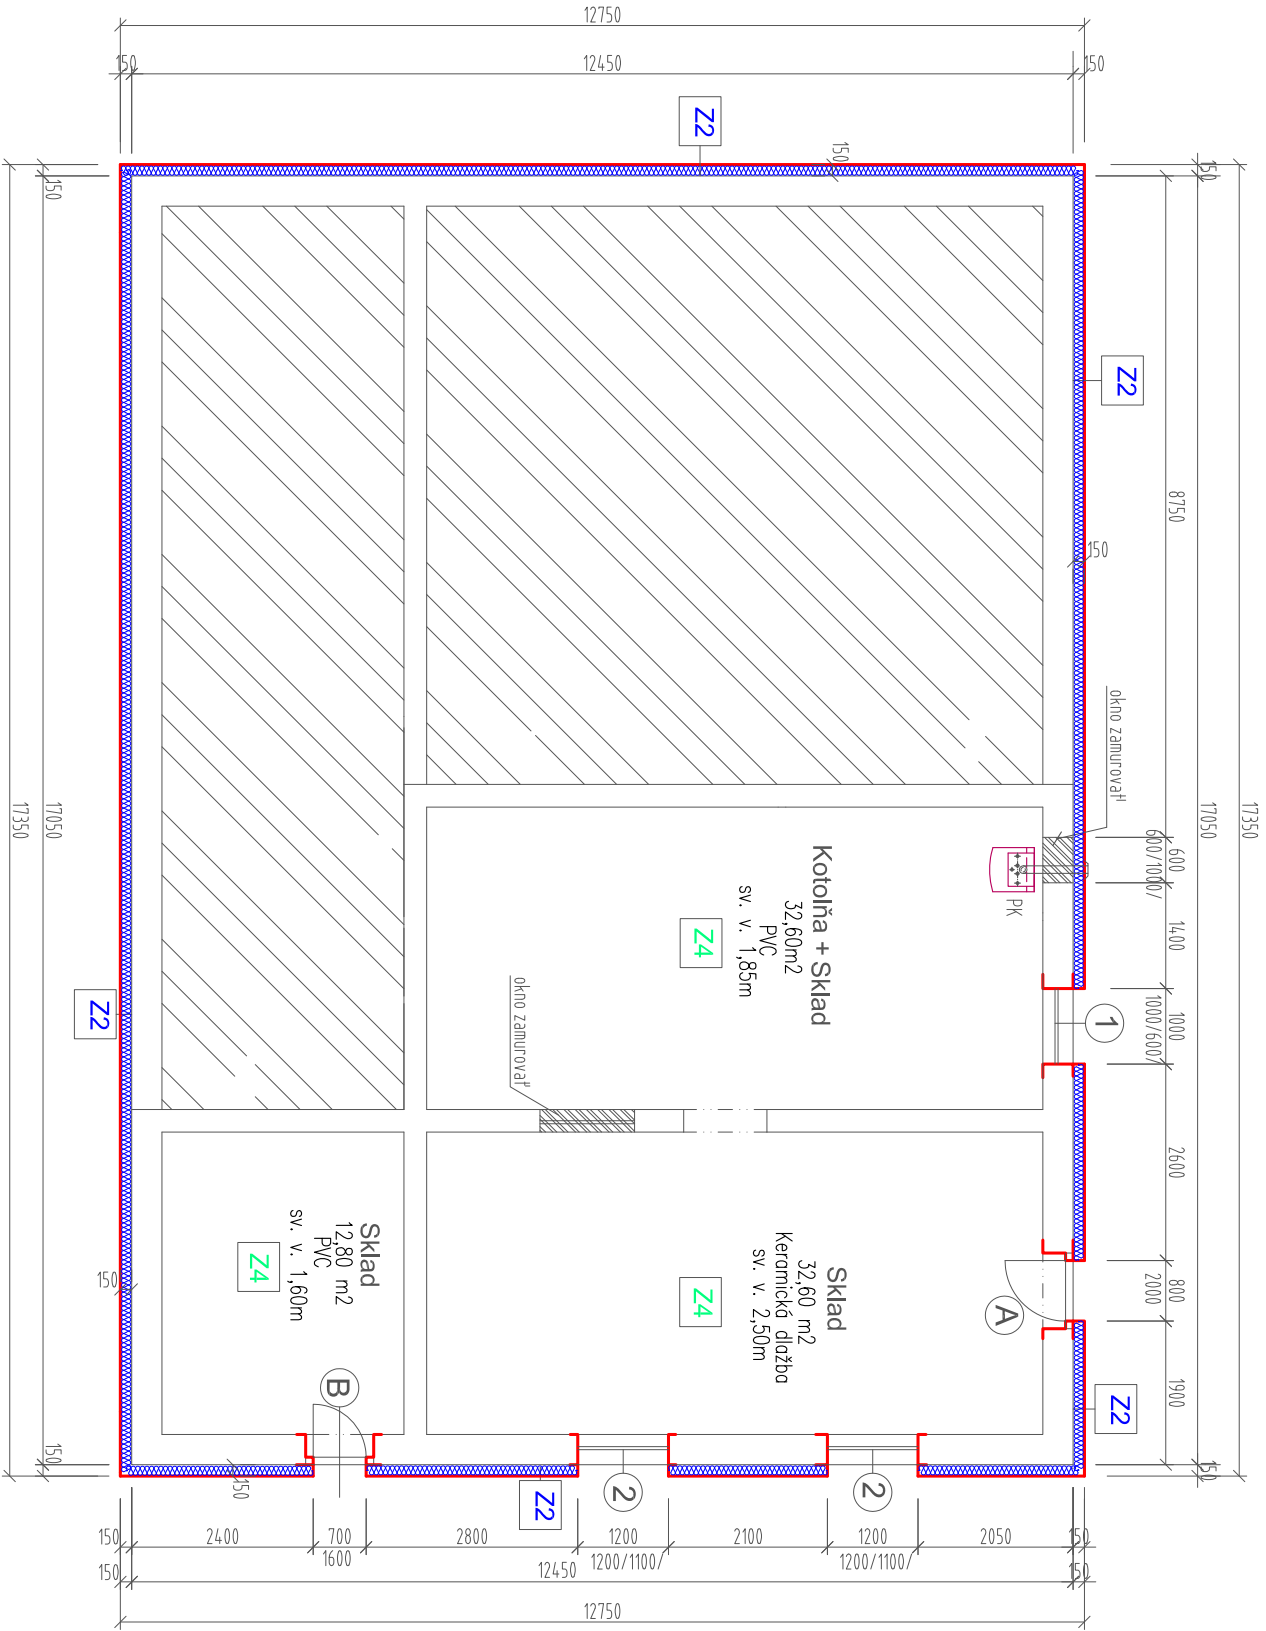 12750
150
12450
150
Z2
150
150
150
150
17050
17350
Z2
8750
150
okno zamurovať
17350
17050
600
600/1000/
1400
1000
1000/600/
1
2600
800
2000
1900
150
A
Z2
PK
Kotolňa + Sklad
32,60m2
PVC
sv. v. 1,85m
Z4
okno zamurovať
Z2
Sklad
32,60 m2
Keramická dlažba
sv. v. 2,50m
Z4
Sklad
12,80 m2
PVC
sv. v. 1,60m
Z4
150
B
150
150
Z2
2
2
150
2400
700
1600
2800
1200
1200/1100/
2100
1200
1200/1100/
2050
150
150
12450
150
12750